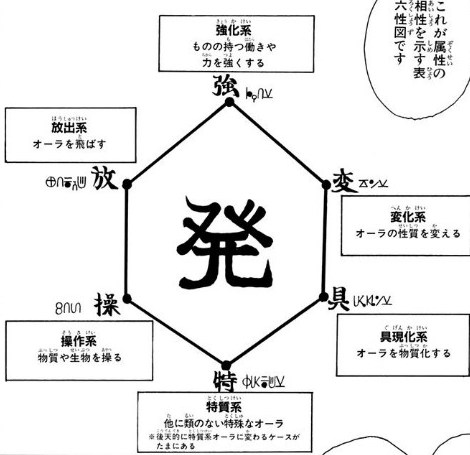 これが属性の
相性を示す表
六性図です
強化系
ものの持つ働きや
力を強くする
強
放出系
オーラを飛ばす
放
変
変化系
オーラの性質を変える
発
操
具
操作系
物質や生物を操る
具現化系
オーラを物質化する
特
特質系
他に類のない特殊なオーラ
※後天的に特質系オーラに変わるケースが
たまにある